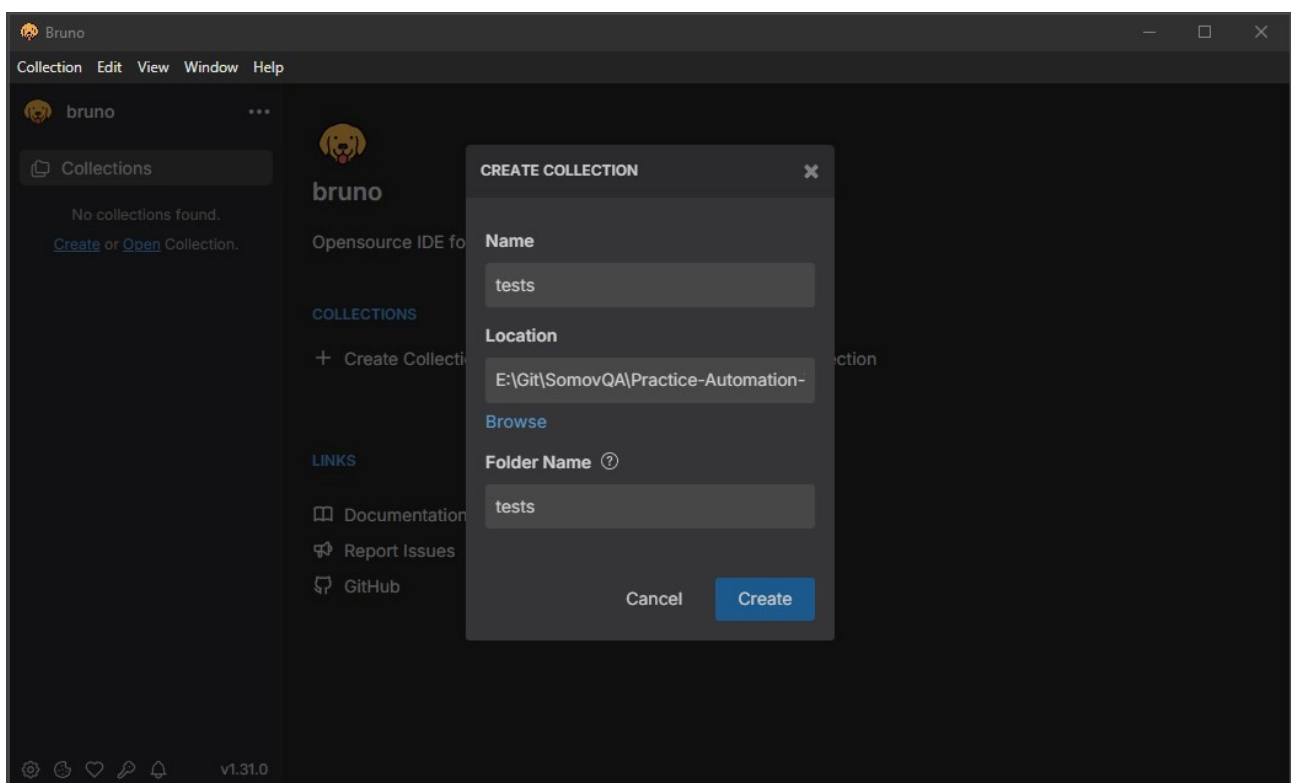 Bruno
Collection Edit View Window Help
bruno
Collections
No collections found.
Create or Open Collection.
v1.31.0
bruno
Opensource IDE fo
COLLECTIONS
+ Create Collecti
ction
LINKS
Documentation
Report Issues
GitHub
CREATE COLLECTION
Name
tests
Location
E:\Git\SomovQA\Practice-Automation-
Browse
Folder Name ?
tests
Cancel Create